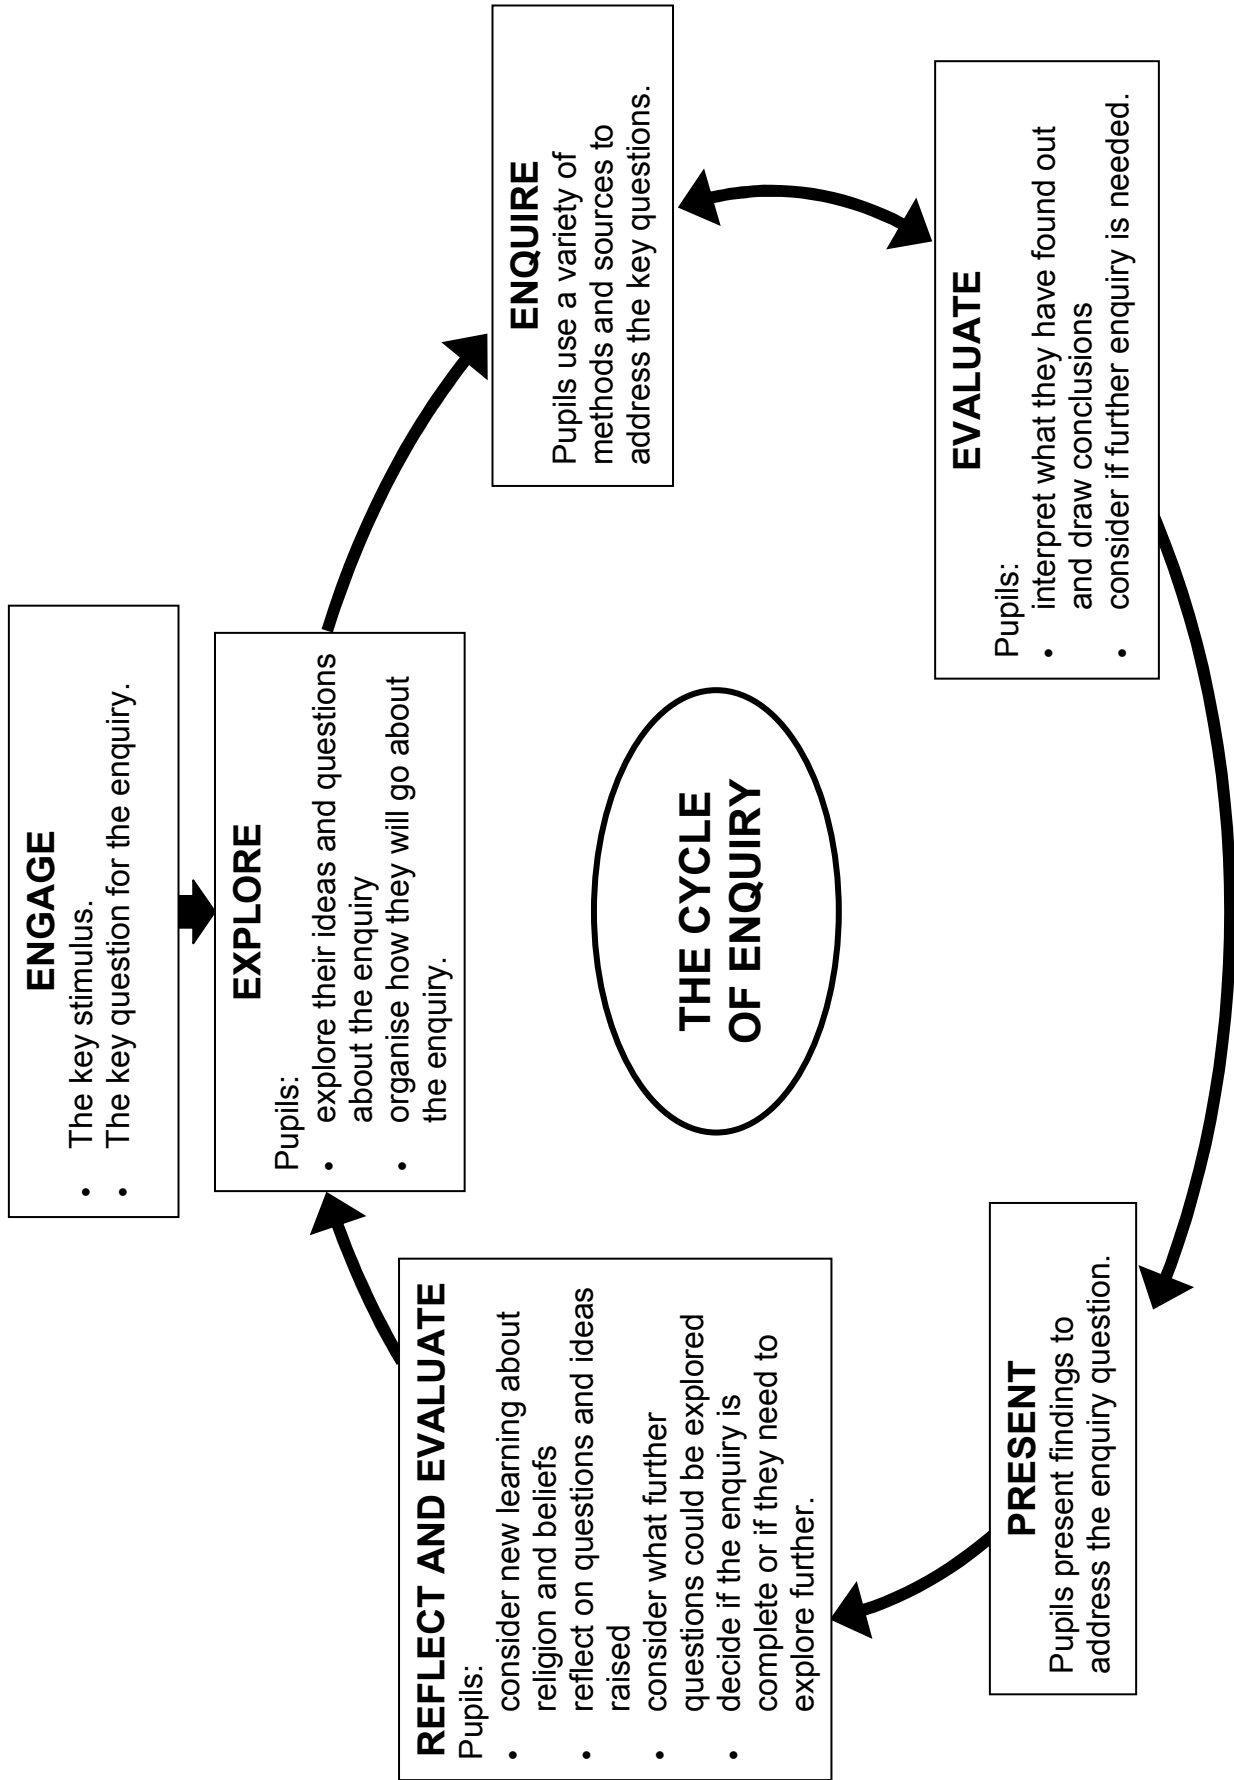 ENGAGE
• The key stimulus.
• The key question for the enquiry.
EXPLORE
Pupils:
• explore their ideas and questions
about the enquiry
• organise how they will go about
the enquiry.
ENQUIRE
Pupils use a variety of
methods and sources to
address the key questions.
EVALUATE
Pupils:
• interpret what they have found out
and draw conclusions
• consider if further enquiry is needed.
PRESENT
Pupils present findings to
address the enquiry question.
REFLECT AND EVALUATE
Pupils:
• consider new learning about
religion and beliefs
• reflect on questions and ideas
raised
• consider what further
questions could be explored
• decide if the enquiry is
complete or if they need to
explore further.
THE CYCLE
OF ENQUIRY